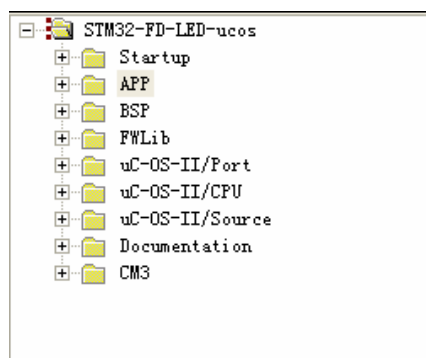 STM32-FD-LED-ucos
Startup
APP
BSP
FWLib
uC-OS-II/Port
uC-OS-II/CPU
uC-OS-II/Source
Documentation
CM3